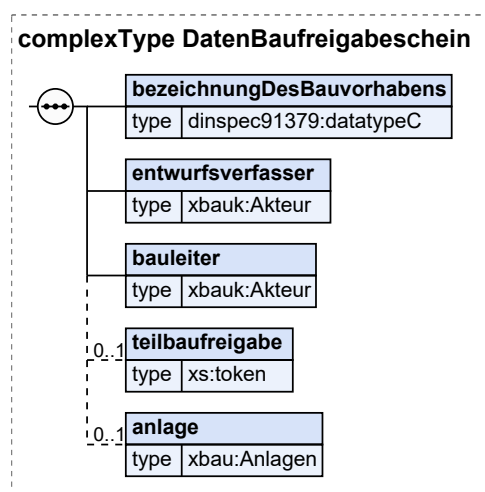 complexType DatenBaufreigabeschein
bezeichnungDesBauvorhabens
type dinspec91379:datatypeC
entwurfsverfasser
type xbauk:Akteur
bauleiter
type xbauk:Akteur
0..1 teilbaufreigabe
type xs:token
0..1 anlage
type xbau:Anlagen